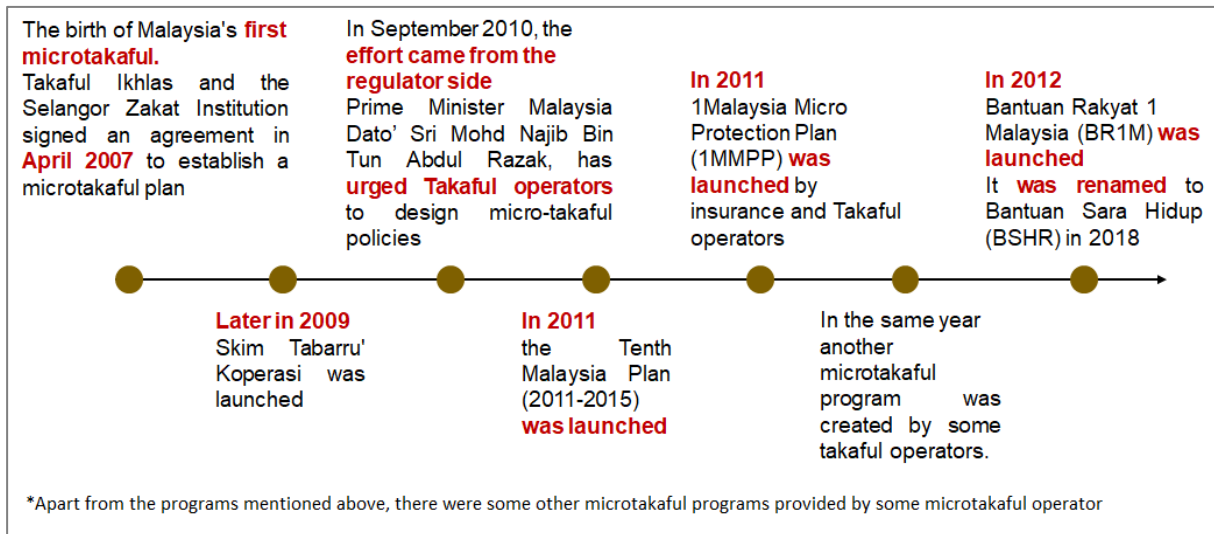 The birth of Malaysia's first
microtakaful.
Takaful Ikhlas and the
Selangor Zakat Institution
signed an agreement in
April 2007 to establish a
microtakaful plan
In September 2010, the
effort came from the
regulator side
Prime Minister Malaysia
Dato’ Sri Mohd Najib Bin
Tun Abdul Razak, has
urged Takaful operators
to design micro-takaful
policies
In 2011
1Malaysia Micro
Protection Plan
(1MMPP) was
launched by
insurance and Takaful
operators
In 2012
Bantuan Rakyat 1
Malaysia (BR1M) was
launched
It was renamed to
Bantuan Sara Hidup
(BSHR) in 2018
Later in 2009
Skim Tabarru'
Koperasi was
launched
In 2011
the Tenth
Malaysia Plan
(2011-2015)
was launched
In the same year
another
microtakaful
program was
created by some
takaful operators.
*Apart from the programs mentioned above, there were some other microtakaful programs provided by some microtakaful operator